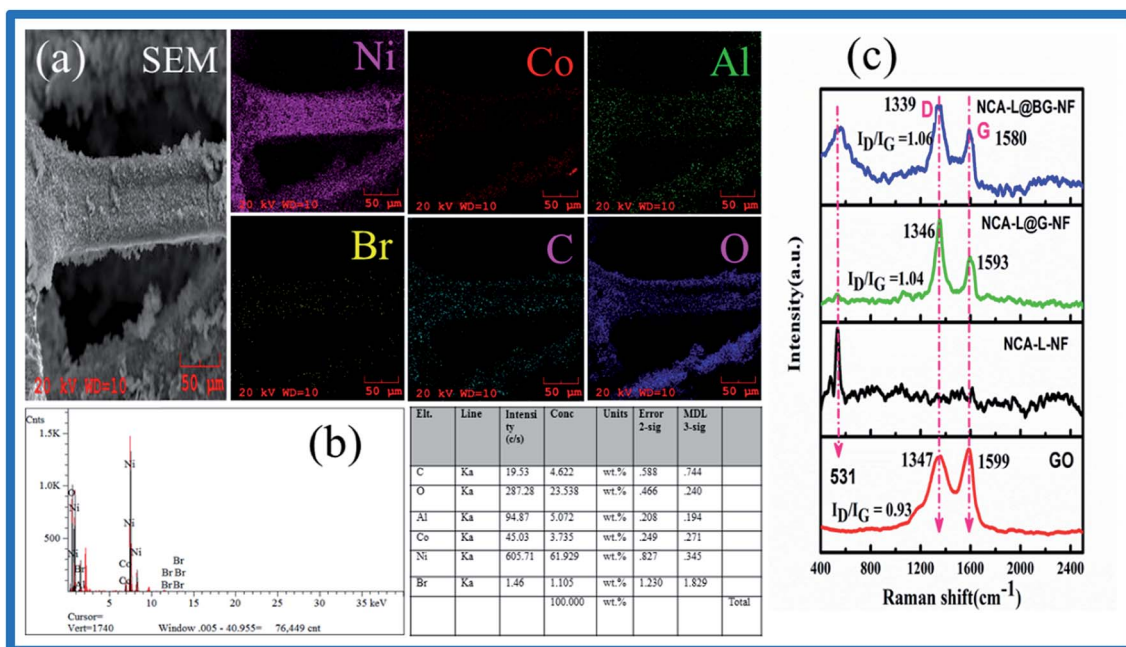 (a) SEM
20 kV WD=10 50 µm
Ni
20 kV WD=10 50 µm
Co
20 kV WD=10 50 µm
Al
20 kV WD=10 50 µm
Br
20 kV WD=10 50 µm
C
20 kV WD=10 50 µm
O
20 kV WD=10 50 µm
(b)
Cnts
1.5K
1.0K
500
O
Ni
Ni
Br
Al
Ni
Ni
Ni
Co
Co
Br
Br Br
Br Br
5 10 15 20 25 30 35 keV
Cursor=
Vert=1740 Window .005 - 40.955= 76,449 cnt
Elt. Line Intensi Conc Units Error MDL
ty 2-sig 3-sig
(c/s)
C Ka 19.53 4.622 wt.% .588 .744
O Ka 287.28 23.538 wt.% .466 .240
Al Ka 94.87 5.072 wt.% .208 .194
Co Ka 45.03 3.735 wt.% .249 .271
Ni Ka 605.71 61.929 wt.% .827 .345
Br Ka 1.46 1.105 wt.% 1.230 1.829
100.000 wt.% Total
(c)
Intensity(a.u.)
1339 D NCA-L@BG-NF
I_D/I_G =1.06 G 1580
1346 NCA-L@G-NF
1593
I_D/I_G =1.04
NCA-L-NF
531 1347 1599 GO
I_D/I_G = 0.93
400 800 1200 1600 2000 2400
Raman shift(cm⁻¹)